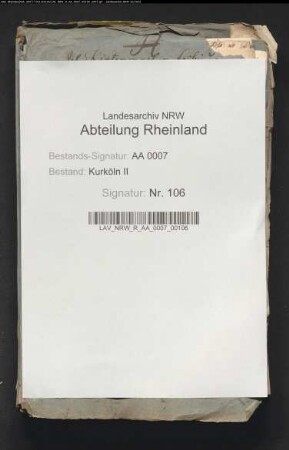 Landesarchiv NRW
Abteilung Rheinland
Bestands-Signatur: AA 0007
Bestand: Kurköln II
Signatur: Nr. 106
LAV_NRW_R_AA_0007_00106